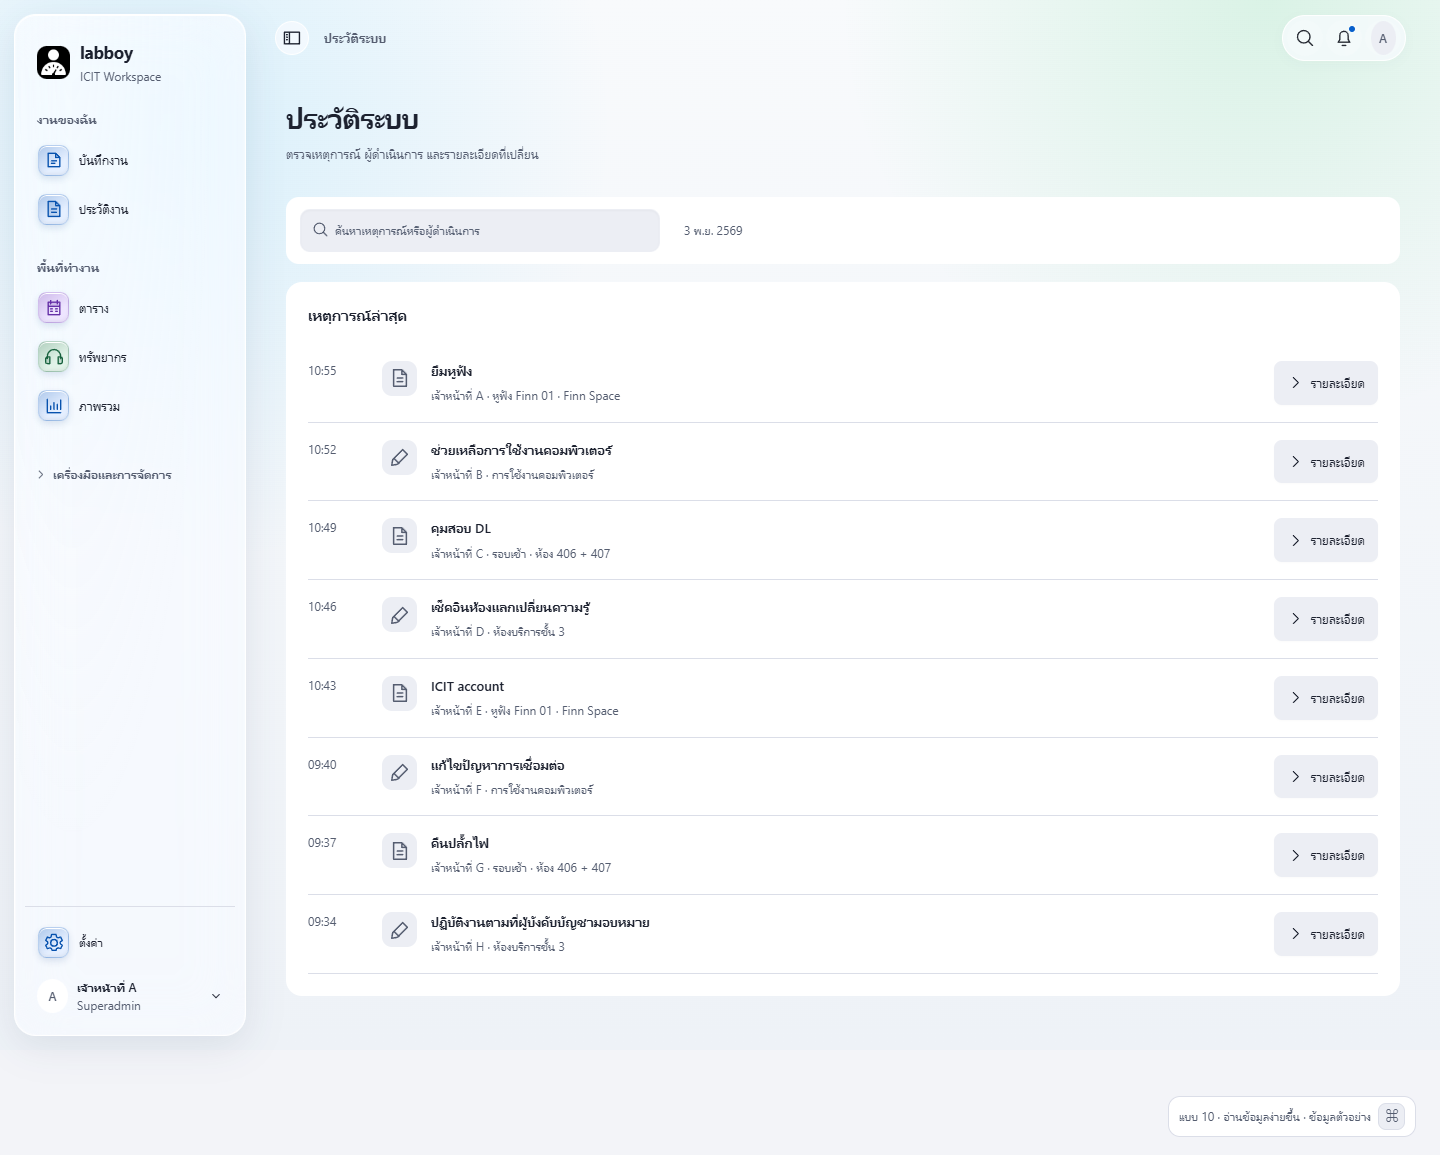 labboy
ICIT Workspace
งานของฉัน
บันทึกงาน
ประวัติงาน
พื้นที่ทำงาน
ตาราง
ทรัพยากร
ภาพรวม
เครื่องมือและการจัดการ
ตั้งค่า
A
เจ้าหน้าที่ A
Superadmin
ประวัติระบบ
A
ประวัติระบบ
ตรวจเหตุการณ์ ผู้ดำเนินการ และรายละเอียดที่เปลี่ยน
ค้นหาเหตุการณ์หรือผู้ดำเนินการ
3 พ.ย. 2569
เหตุการณ์ล่าสุด
10:55
ยืมหูฟัง
เจ้าหน้าที่ A · หูฟัง Finn 01 · Finn Space
รายละเอียด
10:52
ช่วยเหลือการใช้งานคอมพิวเตอร์
เจ้าหน้าที่ B · การใช้งานคอมพิวเตอร์
รายละเอียด
10:49
คุมสอบ DL
เจ้าหน้าที่ C · รอบเช้า · ห้อง 406 + 407
รายละเอียด
10:46
เช็คอินห้องแลกเปลี่ยนความรู้
เจ้าหน้าที่ D · ห้องบริการชั้น 3
รายละเอียด
10:43
ICIT account
เจ้าหน้าที่ E · หูฟัง Finn 01 · Finn Space
รายละเอียด
09:40
แก้ไขปัญหาการเชื่อมต่อ
เจ้าหน้าที่ F · การใช้งานคอมพิวเตอร์
รายละเอียด
09:37
คืนปลั๊กไฟ
เจ้าหน้าที่ G · รอบเช้า · ห้อง 406 + 407
รายละเอียด
09:34
ปฏิบัติงานตามที่ผู้บังคับบัญชามอบหมาย
เจ้าหน้าที่ H · ห้องบริการชั้น 3
รายละเอียด
แบบ 10 · อ่านข้อมูลง่ายขึ้น · ข้อมูลตัวอย่าง ⌘